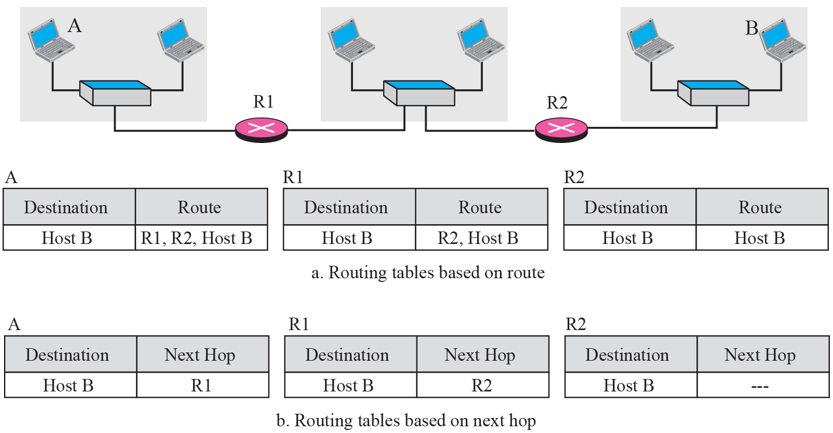 A
B
R1
R2
A
R1
R2
Destination Route
Destination Route
Destination Route
Host B R1, R2, Host B
Host B R2, Host B
Host B Host B
a. Routing tables based on route
A
R1
R2
Destination Next Hop
Destination Next Hop
Destination Next Hop
Host B R1
Host B R2
Host B ---
b. Routing tables based on next hop